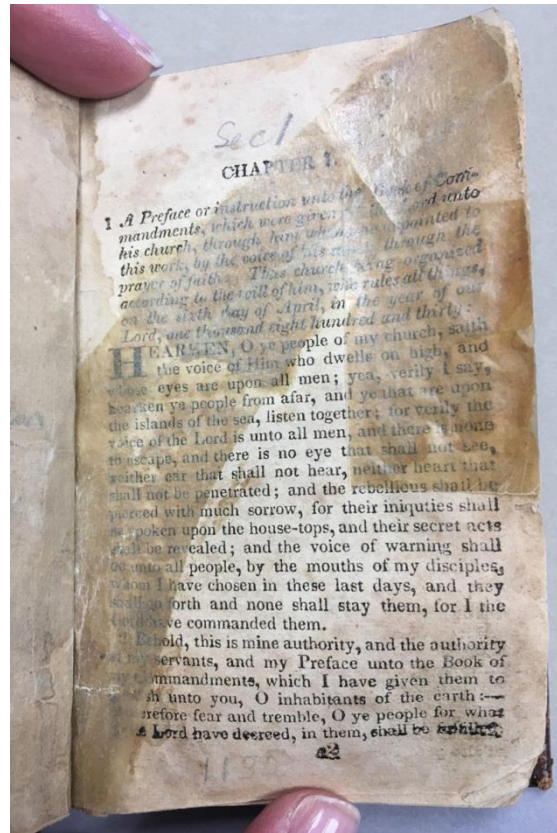 Sec 1
CHAPTER I.
1 A Preface or instruction unto the Book of Com-
mandments, which were given of the Lord unto
his church, through him whom he appointed to
this work, by the voice of his saints through the
prayer of faith. This church being organized
according to the will of him, who rules all things,
on the sixth day of April, in the year of our
Lord, one thousand eight hundred and thirty:
HEARKEN, O ye people of my church, saith
the voice of Him who dwells on high, and
whose eyes are upon all men; yea, verily I say,
hearken ye people from afar, and ye that are upon
the islands of the sea, listen together; for verily the
voice of the Lord is unto all men, and there is none
to escape, and there is no eye that shall not see,
neither ear that shall not hear, neither heart that
shall not be penetrated; and the rebellious shall be
pierced with much sorrow, for their iniquties shall
be spoken upon the house-tops, and their secret acts
shall be revealed; and the voice of warning shall
be unto all people, by the mouths of my disciples,
whom I have chosen in these last days, and they
shall go forth and none shall stay them, for I the
Lord have commanded them.
Behold, this is mine authority, and the authority
of my servants, and my Preface unto the Book of
my Commandments, which I have given them to
unto you, O inhabitants of the earth:—
fear and tremble, O ye people for what
Lord have decreed, in them, shall be